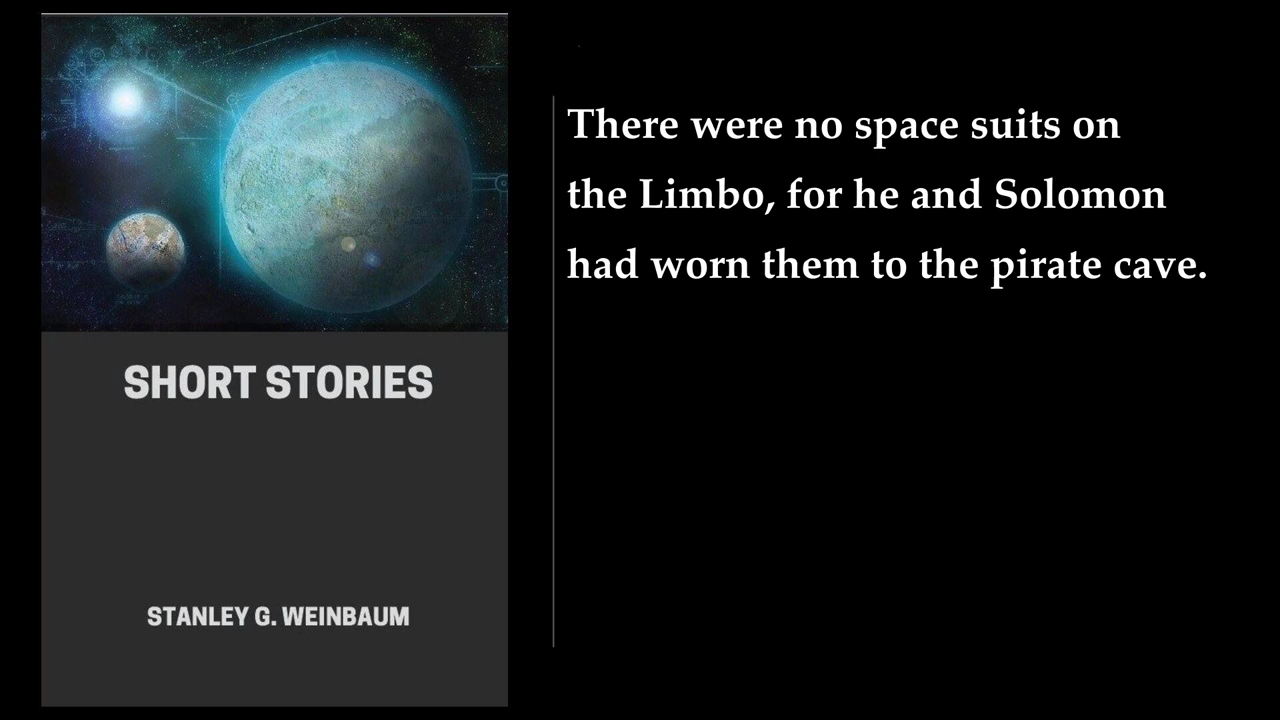 SHORT STORIES
STANLEY G. WEINBAUM
There were no space suits on
the Limbo, for he and Solomon
had worn them to the pirate cave.